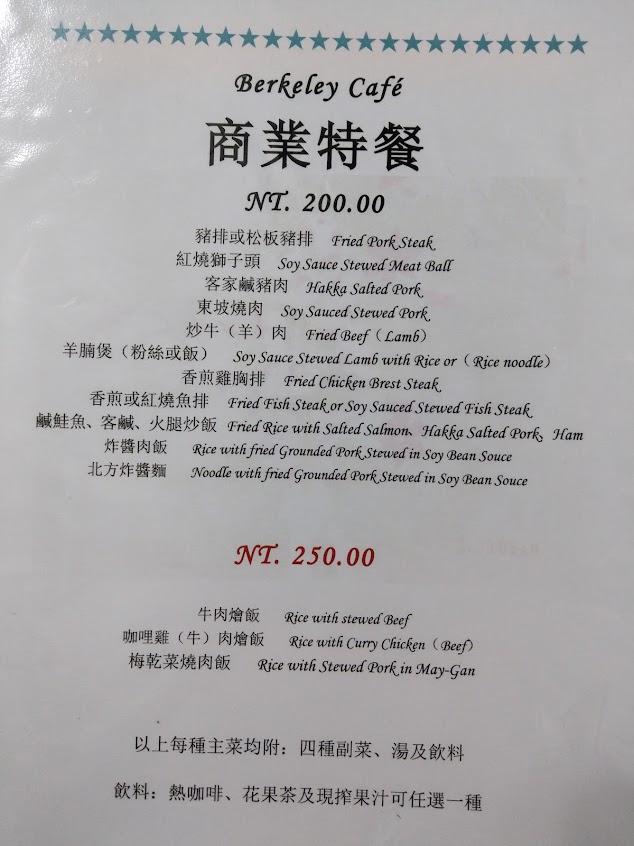 Berkeley Café
商業特餐
NT. 200.00
豬排或松板豬排 Fried Pork Steak
紅燒獅子頭 Soy Sauce Stewed Meat Ball
客家鹹豬肉 Hakka Salted Pork
東坡燒肉 Soy Sauced Stewed Pork
炒牛（羊）肉 Fried Beef（Lamb）
羊腩煲（粉絲或飯） Soy Sauce Stewed Lamb with Rice or（Rice noodle）
香煎雞胸排 Fried Chicken Brest Steak
香煎或紅燒魚排 Fried Fish Steak or Soy Sauced Stewed Fish Steak
鹹鮭魚、客鹹、火腿炒飯 Fried Rice with Salted Salmon、Hakka Salted Pork、Ham
炸醬肉飯 Rice with fried Grounded Pork Stewed in Soy Bean Souce
北方炸醬麵 Noodle with fried Grounded Pork Stewed in Soy Bean Souce
NT. 250.00
牛肉燴飯 Rice with stewed Beef
咖哩雞（牛）肉燴飯 Rice with Curry Chicken（Beef）
梅乾菜燒肉飯 Rice with Stewed Pork in May-Gan
以上每種主菜均附：四種副菜、湯及飲料
飲料：熱咖啡、花果茶及現搾果汁可任選一種